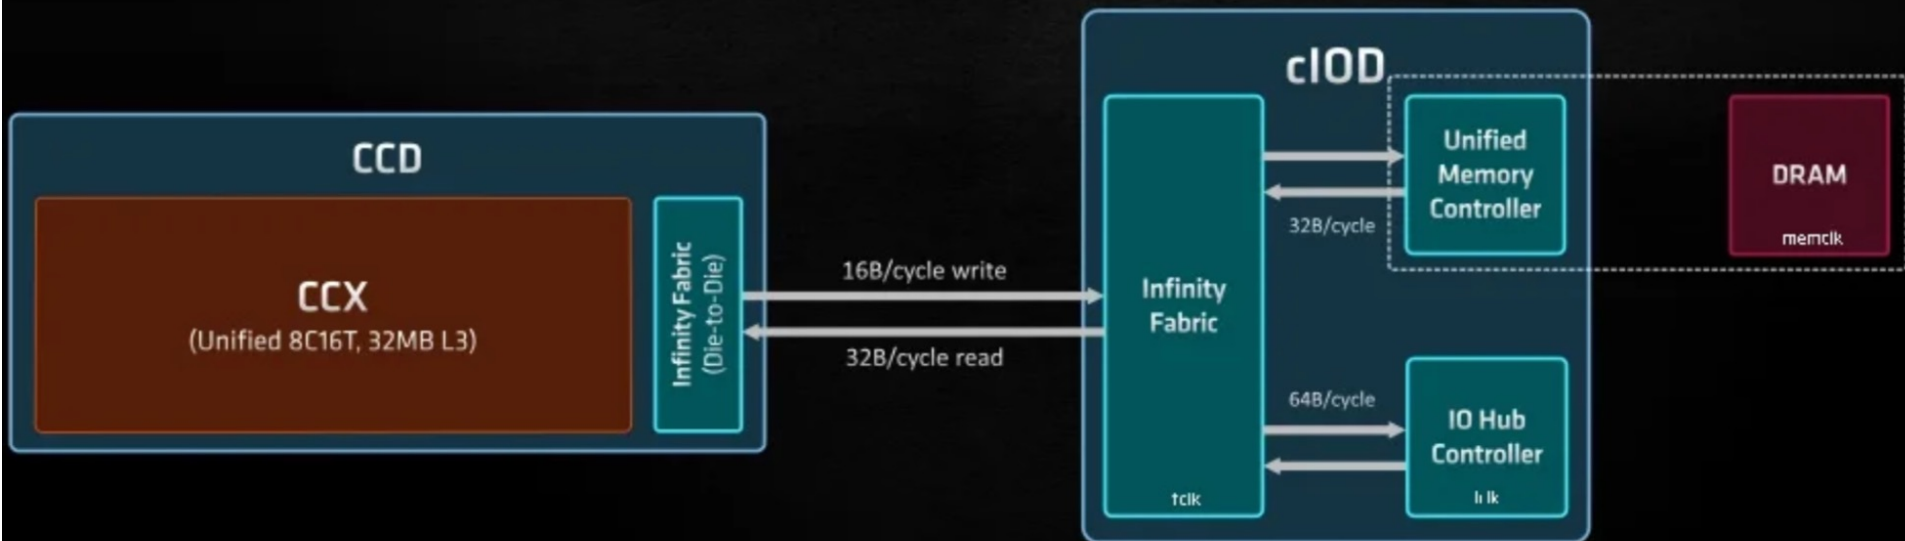 CCD
CCX
(Unified 8C16T, 32MB L3)
Infinity Fabric
(Die-to-Die)
16B/cycle write
32B/cycle read
cIOD
Infinity
Fabric
fclk
32B/cycle
64B/cycle
Unified
Memory
Controller
IO Hub
Controller
DRAM
memclk